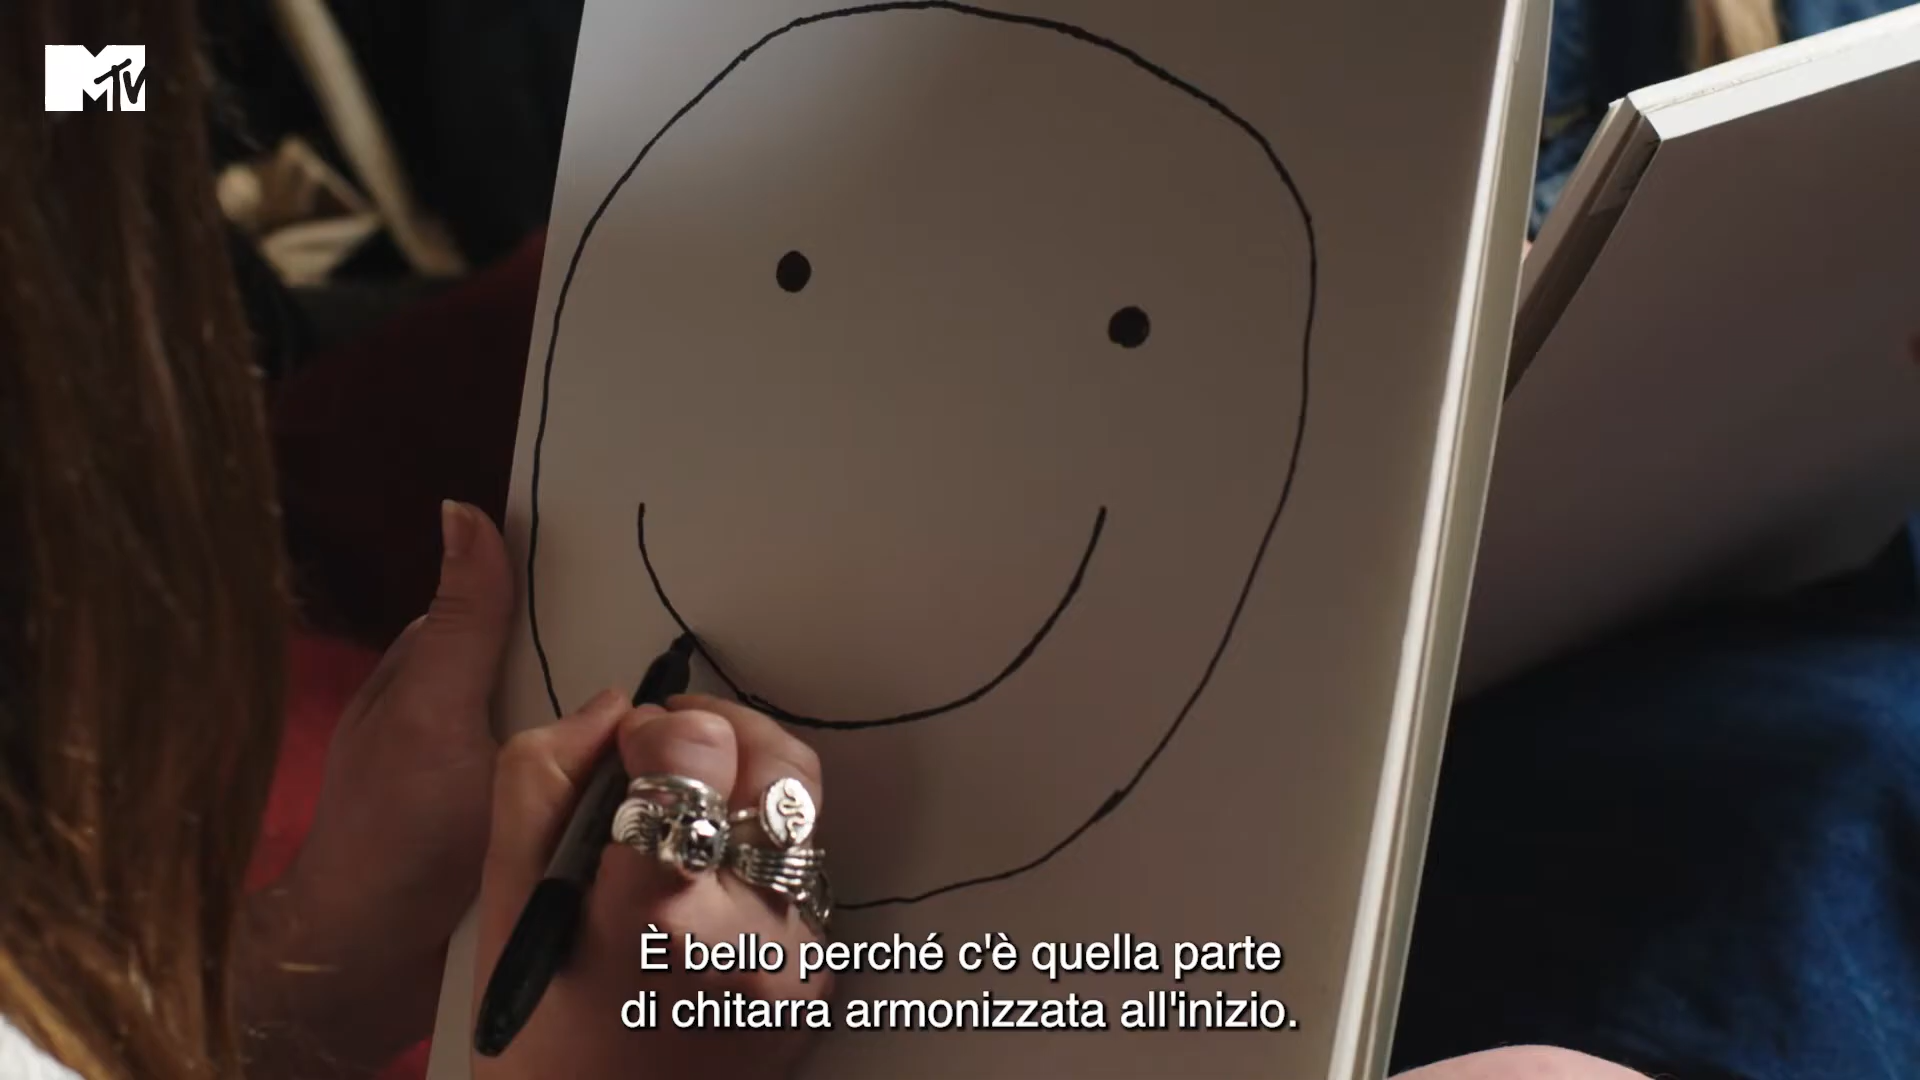 MTV
È bello perché c'è quella parte
di chitarra armonizzata all'inizio.